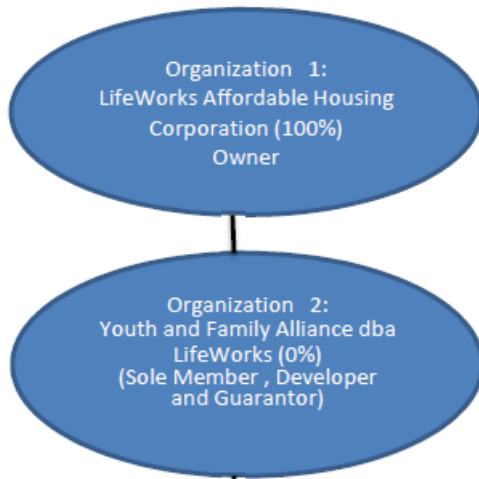 Organization 1:
LifeWorks Affordable Housing
Corporation (100%)
Owner
Organization 2:
Youth and Family Alliance dba
LifeWorks (0%)
(Sole Member , Developer
and Guarantor)